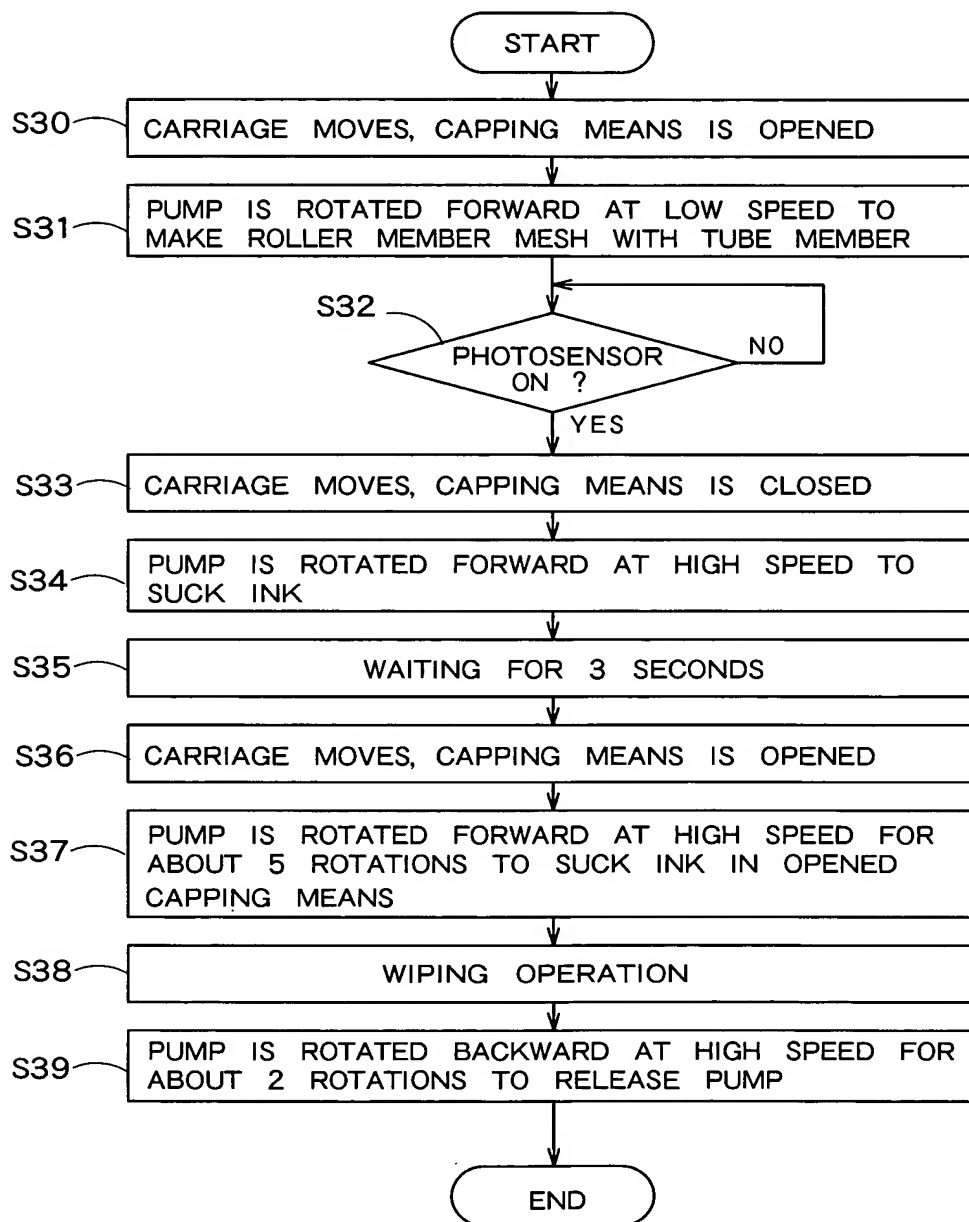 START
S30
CARRIAGE MOVES, CAPPING MEANS IS OPENED
S31
PUMP IS ROTATED FORWARD AT LOW SPEED TO
MAKE ROLLER MEMBER MESH WITH TUBE MEMBER
S32
PHOTOSENSOR
ON ?
NO
YES
S33
CARRIAGE MOVES, CAPPING MEANS IS CLOSED
S34
PUMP IS ROTATED FORWARD AT HIGH SPEED TO
SUCK INK
S35
WAITING FOR 3 SECONDS
S36
CARRIAGE MOVES, CAPPING MEANS IS OPENED
S37
PUMP IS ROTATED FORWARD AT HIGH SPEED FOR
ABOUT 5 ROTATIONS TO SUCK INK IN OPENED
CAPPING MEANS
S38
WIPING OPERATION
S39
PUMP IS ROTATED BACKWARD AT HIGH SPEED FOR
ABOUT 2 ROTATIONS TO RELEASE PUMP
END